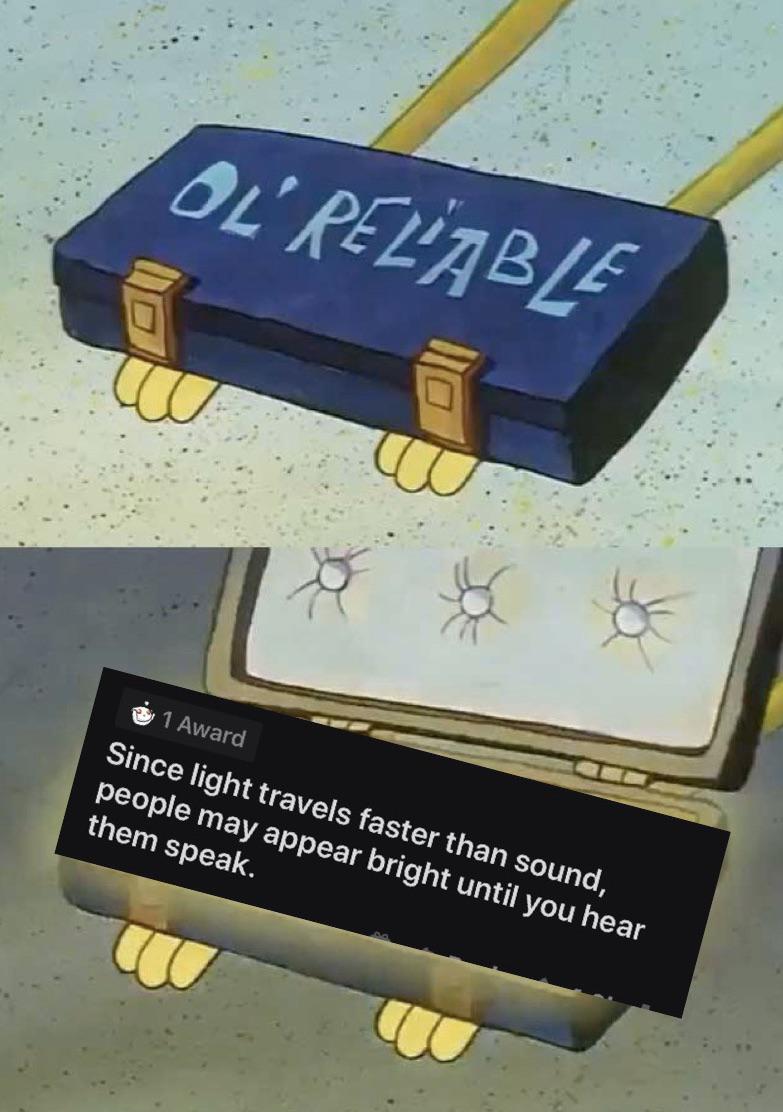 OL' RELIABLE
1 Award
Since light travels faster than sound,
people may appear bright until you hear
them speak.